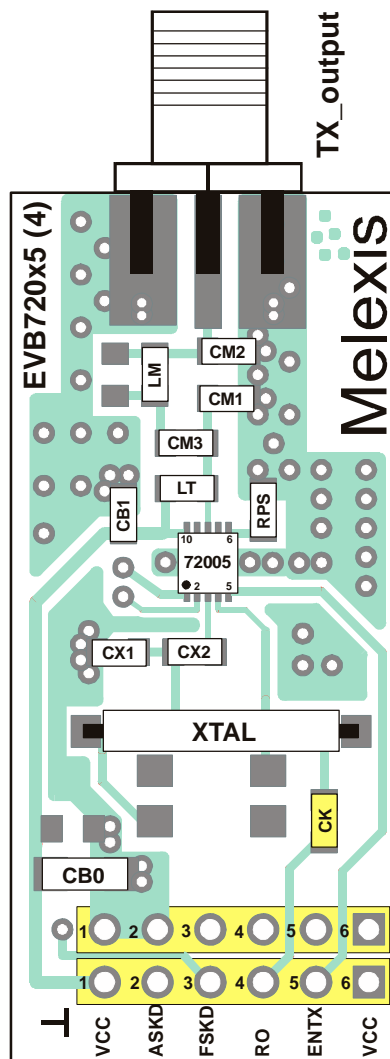 TX_output
EVB720x5 (4)
Melexis
CM2
LM
CM1
CM3
LT
CB1
RPS
10 6
72005
2 5
CX1 CX2
XTAL
CK
CB0
1 2 3 4 5 6
1 2 3 4 5 6
VCC ASKD FSKD RO ENTX VCC